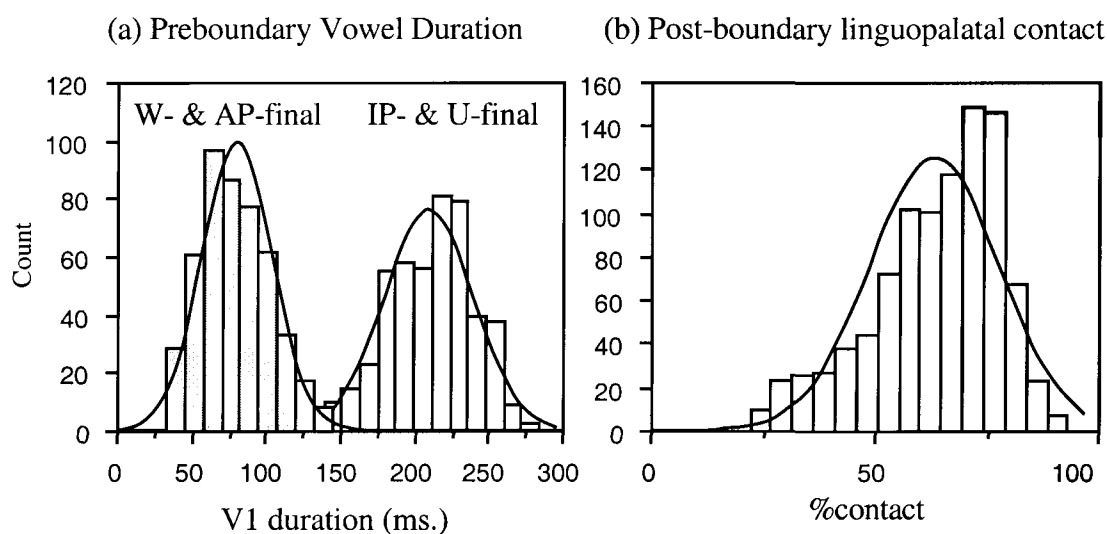 (a) Preboundary Vowel Duration
120
100
80
60
40
20
0
Count
W- & AP-final IP- & U-final
0 50 100 150 200 250 300
V1 duration (ms.)
(b) Post-boundary linguopalatal contact
160
140
120
100
80
60
40
20
0
0 50 100
%contact